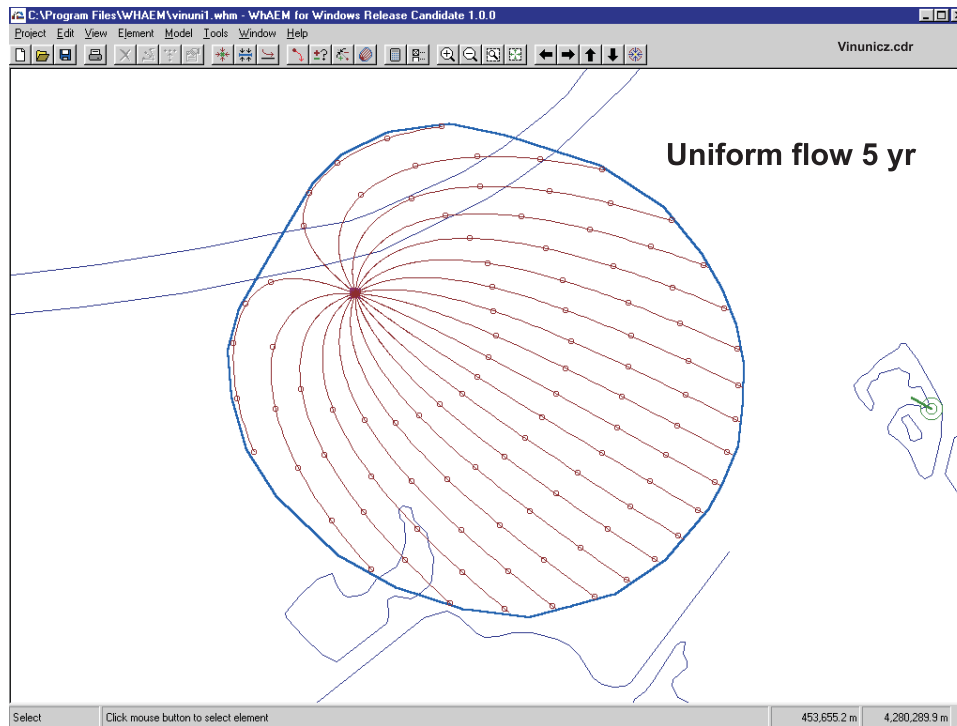 C:\Program Files\WHAEM\vinuni1.whm - WhAEM for Windows Release Candidate 1.0.0
Project Edit View Element Model Tools Window Help
Vinunicz.cdr
Uniform flow 5 yr
Select Click mouse button to select element 453,655.2 m 4,280,289.9 m